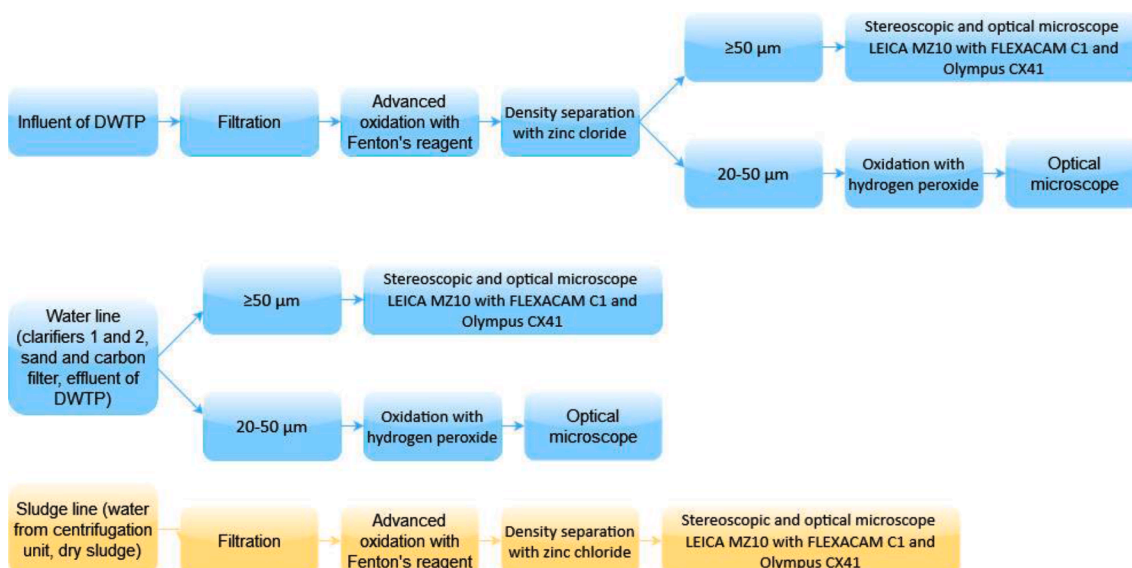 ≥50 µm
Stereoscopic and optical microscope
LEICA MZ10 with FLEXACAM C1 and
Olympus CX41
Influent of DWTP
Filtration
Advanced
oxidation with
Fenton's reagent
Density separation
with zinc cloride
20-50 µm
Oxidation with
hydrogen peroxide
Optical
microscope
Water line
(clarifiers 1 and 2,
sand and carbon
filter, effluent of
DWTP)
≥50 µm
Stereoscopic and optical microscope
LEICA MZ10 with FLEXACAM C1 and
Olympus CX41
20-50 µm
Oxidation with
hydrogen peroxide
Optical
microscope
Sludge line (water
from centrifugation
unit, dry sludge)
Filtration
Advanced
oxidation with
Fenton's reagent
Density separation
with zinc chloride
Stereoscopic and optical microscope
LEICA MZ10 with FLEXACAM C1 and
Olympus CX41